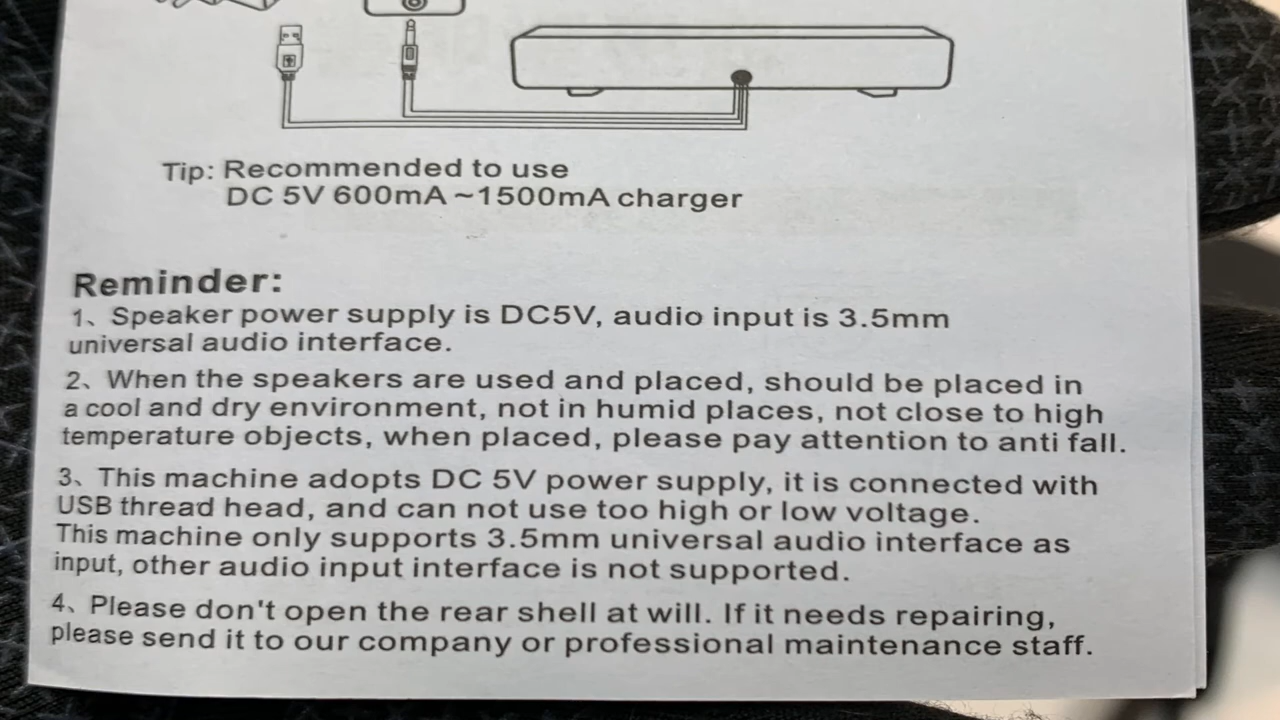 Tip: Recommended to use
DC 5V 600mA~1500mA charger
Reminder:
1、Speaker power supply is DC5V, audio input is 3.5mm
universal audio interface.
2、When the speakers are used and placed, should be placed in
a cool and dry environment, not in humid places, not close to high
temperature objects, when placed, please pay attention to anti fall.
3、This machine adopts DC 5V power supply, it is connected with
USB thread head, and can not use too high or low voltage.
This machine only supports 3.5mm universal audio interface as
input, other audio input interface is not supported.
4、Please don't open the rear shell at will. If it needs repairing,
please send it to our company or professional maintenance staff.